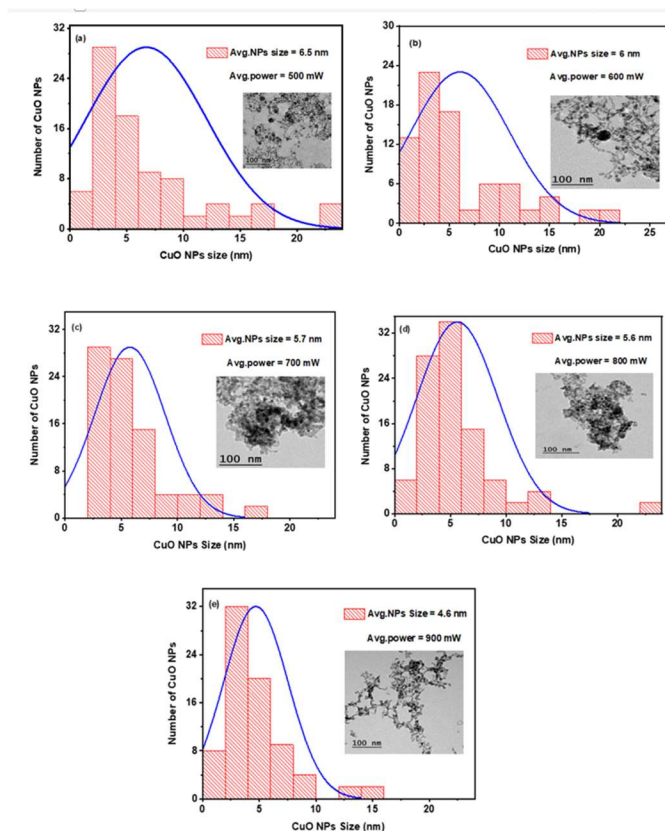 (a)
Avg.NPs size = 6.5 nm
Avg.power = 500 mW
100 nm
Number of CuO NPs
32
24
16
8
0
0 5 10 15 20
CuO NPs size (nm)
(b)
Avg.NPs size = 6 nm
Avg.power = 600 mW
100 nm
Number of CuO NPs
30
24
18
12
6
0
0 5 10 15 20 25
CuO NPs size (nm)
(c)
Avg.NPs size = 5.7 nm
Avg.power = 700 mW
100 nm
Number of CuO NPs
32
24
16
8
0
0 5 10 15 20
CuO NPs Size (nm)
(d)
Avg.NPs size = 5.6 nm
Avg.power = 800 mW
100 nm
Number of CuO NPs
32
24
16
8
0
0 5 10 15 20
CuO NPs Size (nm)
(e)
Avg.NPs Size = 4.6 nm
Avg.power = 900 mW
100 nm
Number of CuO NPs
32
24
16
8
0
0 5 10 15 20
CuO NPs Size (nm)